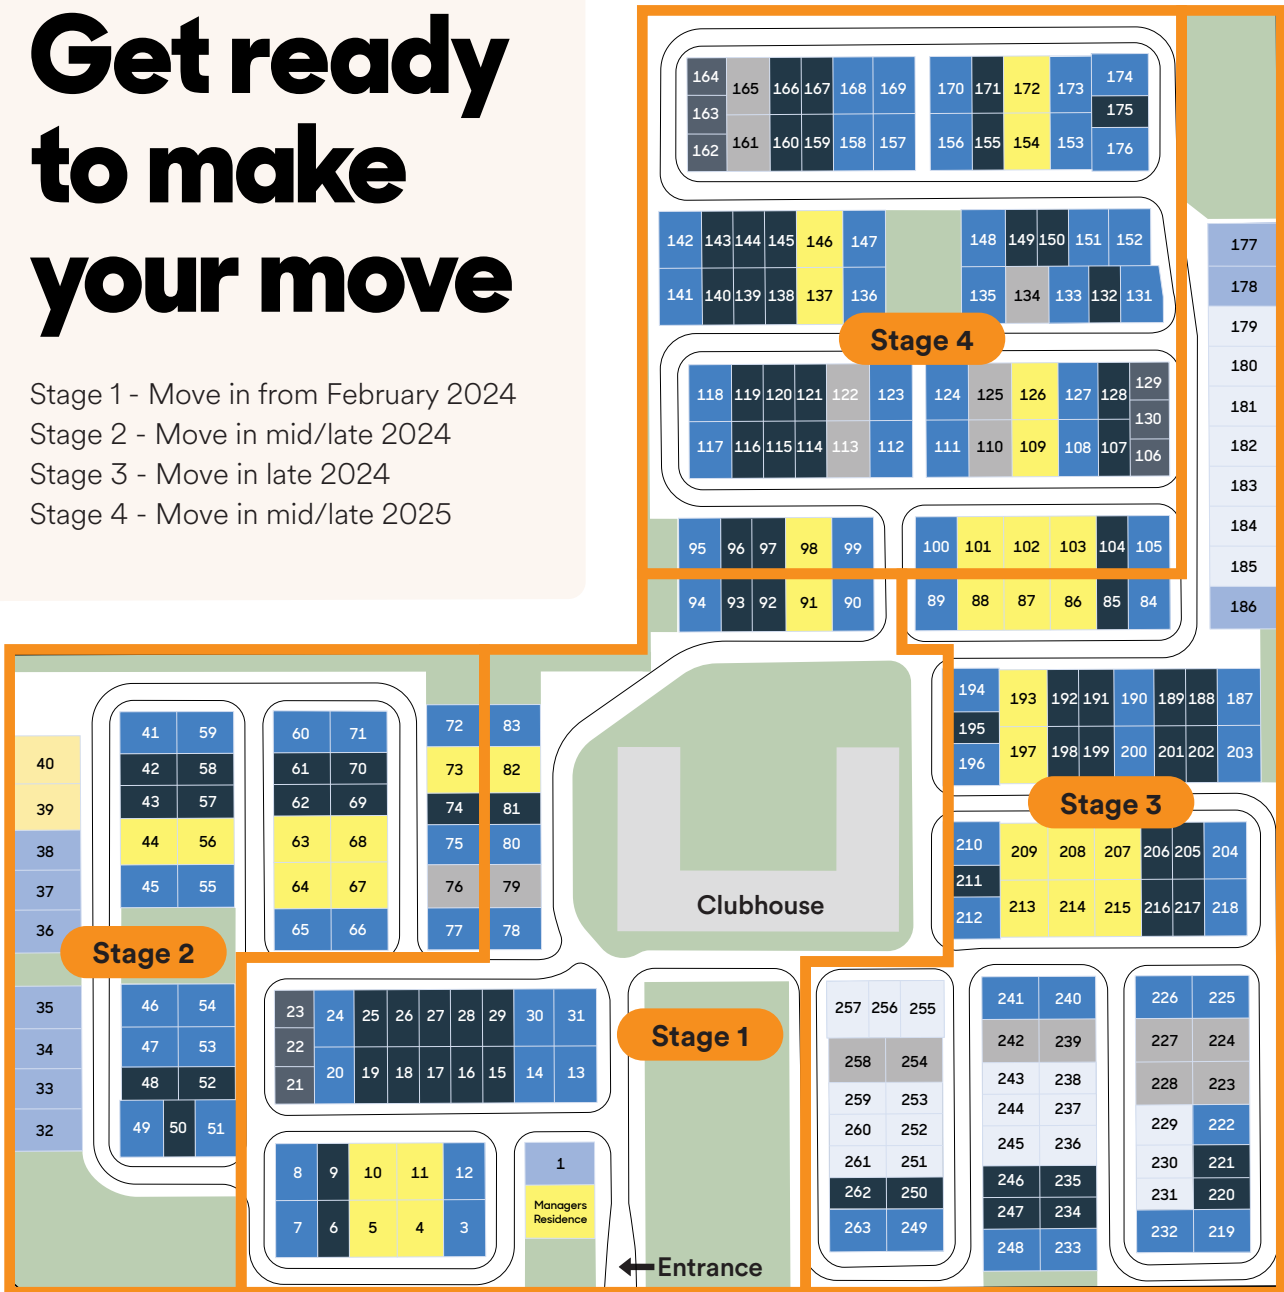 Get ready
to make
your move
Stage 1 - Move in from February 2024
Stage 2 - Move in mid/late 2024
Stage 3 - Move in late 2024
Stage 4 - Move in mid/late 2025
164 165 166 167 168 169 170 171 172 173 174
163 175
162 161 160 159 158 157 156 155 154 153 176
142 143 144 145 146 147 148 149 150 151 152
141 140 139 138 137 136 135 134 133 132 131
Stage 4
118 119 120 121 122 123 124 125 126 127 128 129
130
117 116 115 114 113 112 111 110 109 108 107 106
95 96 97 98 99 100 101 102 103 104 105
94 93 92 91 90 89 88 87 86 85 84
177
178
179
180
181
182
183
184
185
186
194 193 192 191 190 189 188 187
195
196 197 198 199 200 201 202 203
Stage 3
210 209 208 207 206 205 204
211
212 213 214 215 216 217 218
41 59 60 71 72 83
42 58 61 70 73 82
43 57 62 69 74 81
44 56 63 68 75 80
45 55 64 67 76 79
65 66 77 78
40
39
38
37
36
Stage 2
35
34
33
32
46 54
47 53
48 52
49 50 51
Clubhouse
23 24 25 26 27 28 29 30 31
22
21 20 19 18 17 16 15 14 13
Stage 1
8 9 10 11 12
7 6 5 4 3
1
Managers
Residence
Entrance
257 256 255
258 254
259 253
260 252
261 251
262 250
263 249
241 240
242 239
243 238
244 237
245 236
246 235
247 234
248 233
226 225
227 224
228 223
229 222
230 221
231 220
232 219